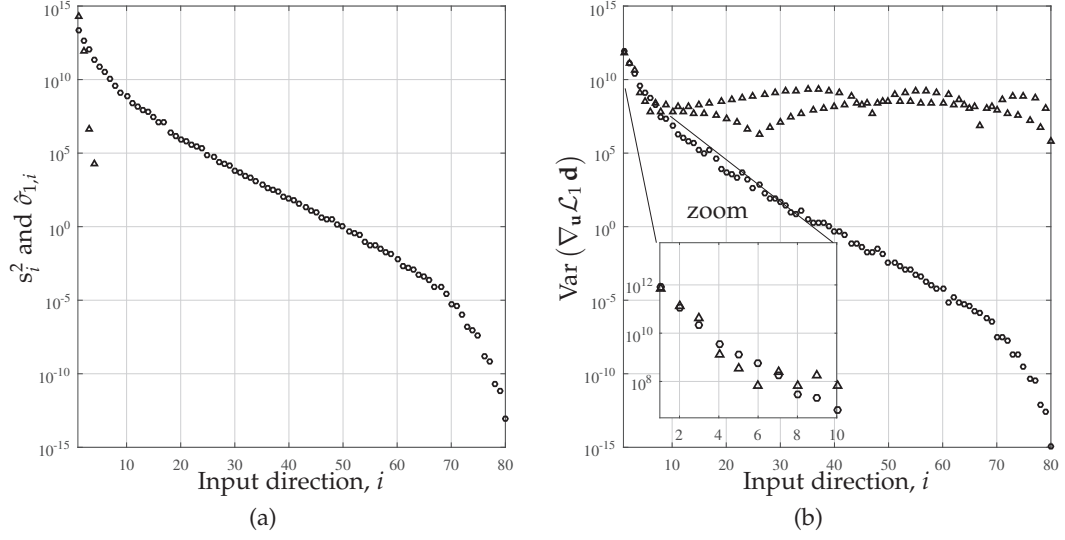 10^15
10^10
10^5
10^0
10^-5
10^-10
10^-15
s_i^2 and σ̂_{1,i}
10 20 30 40 50 60 70 80
Input direction, i
(a)
10^15
10^10
10^5
10^0
10^-5
10^-10
10^-15
Var (∇_u ℒ_1 d)
zoom
10^12
10^10
10^8
2 4 6 8 10
10 20 30 40 50 60 70 80
Input direction, i
(b)